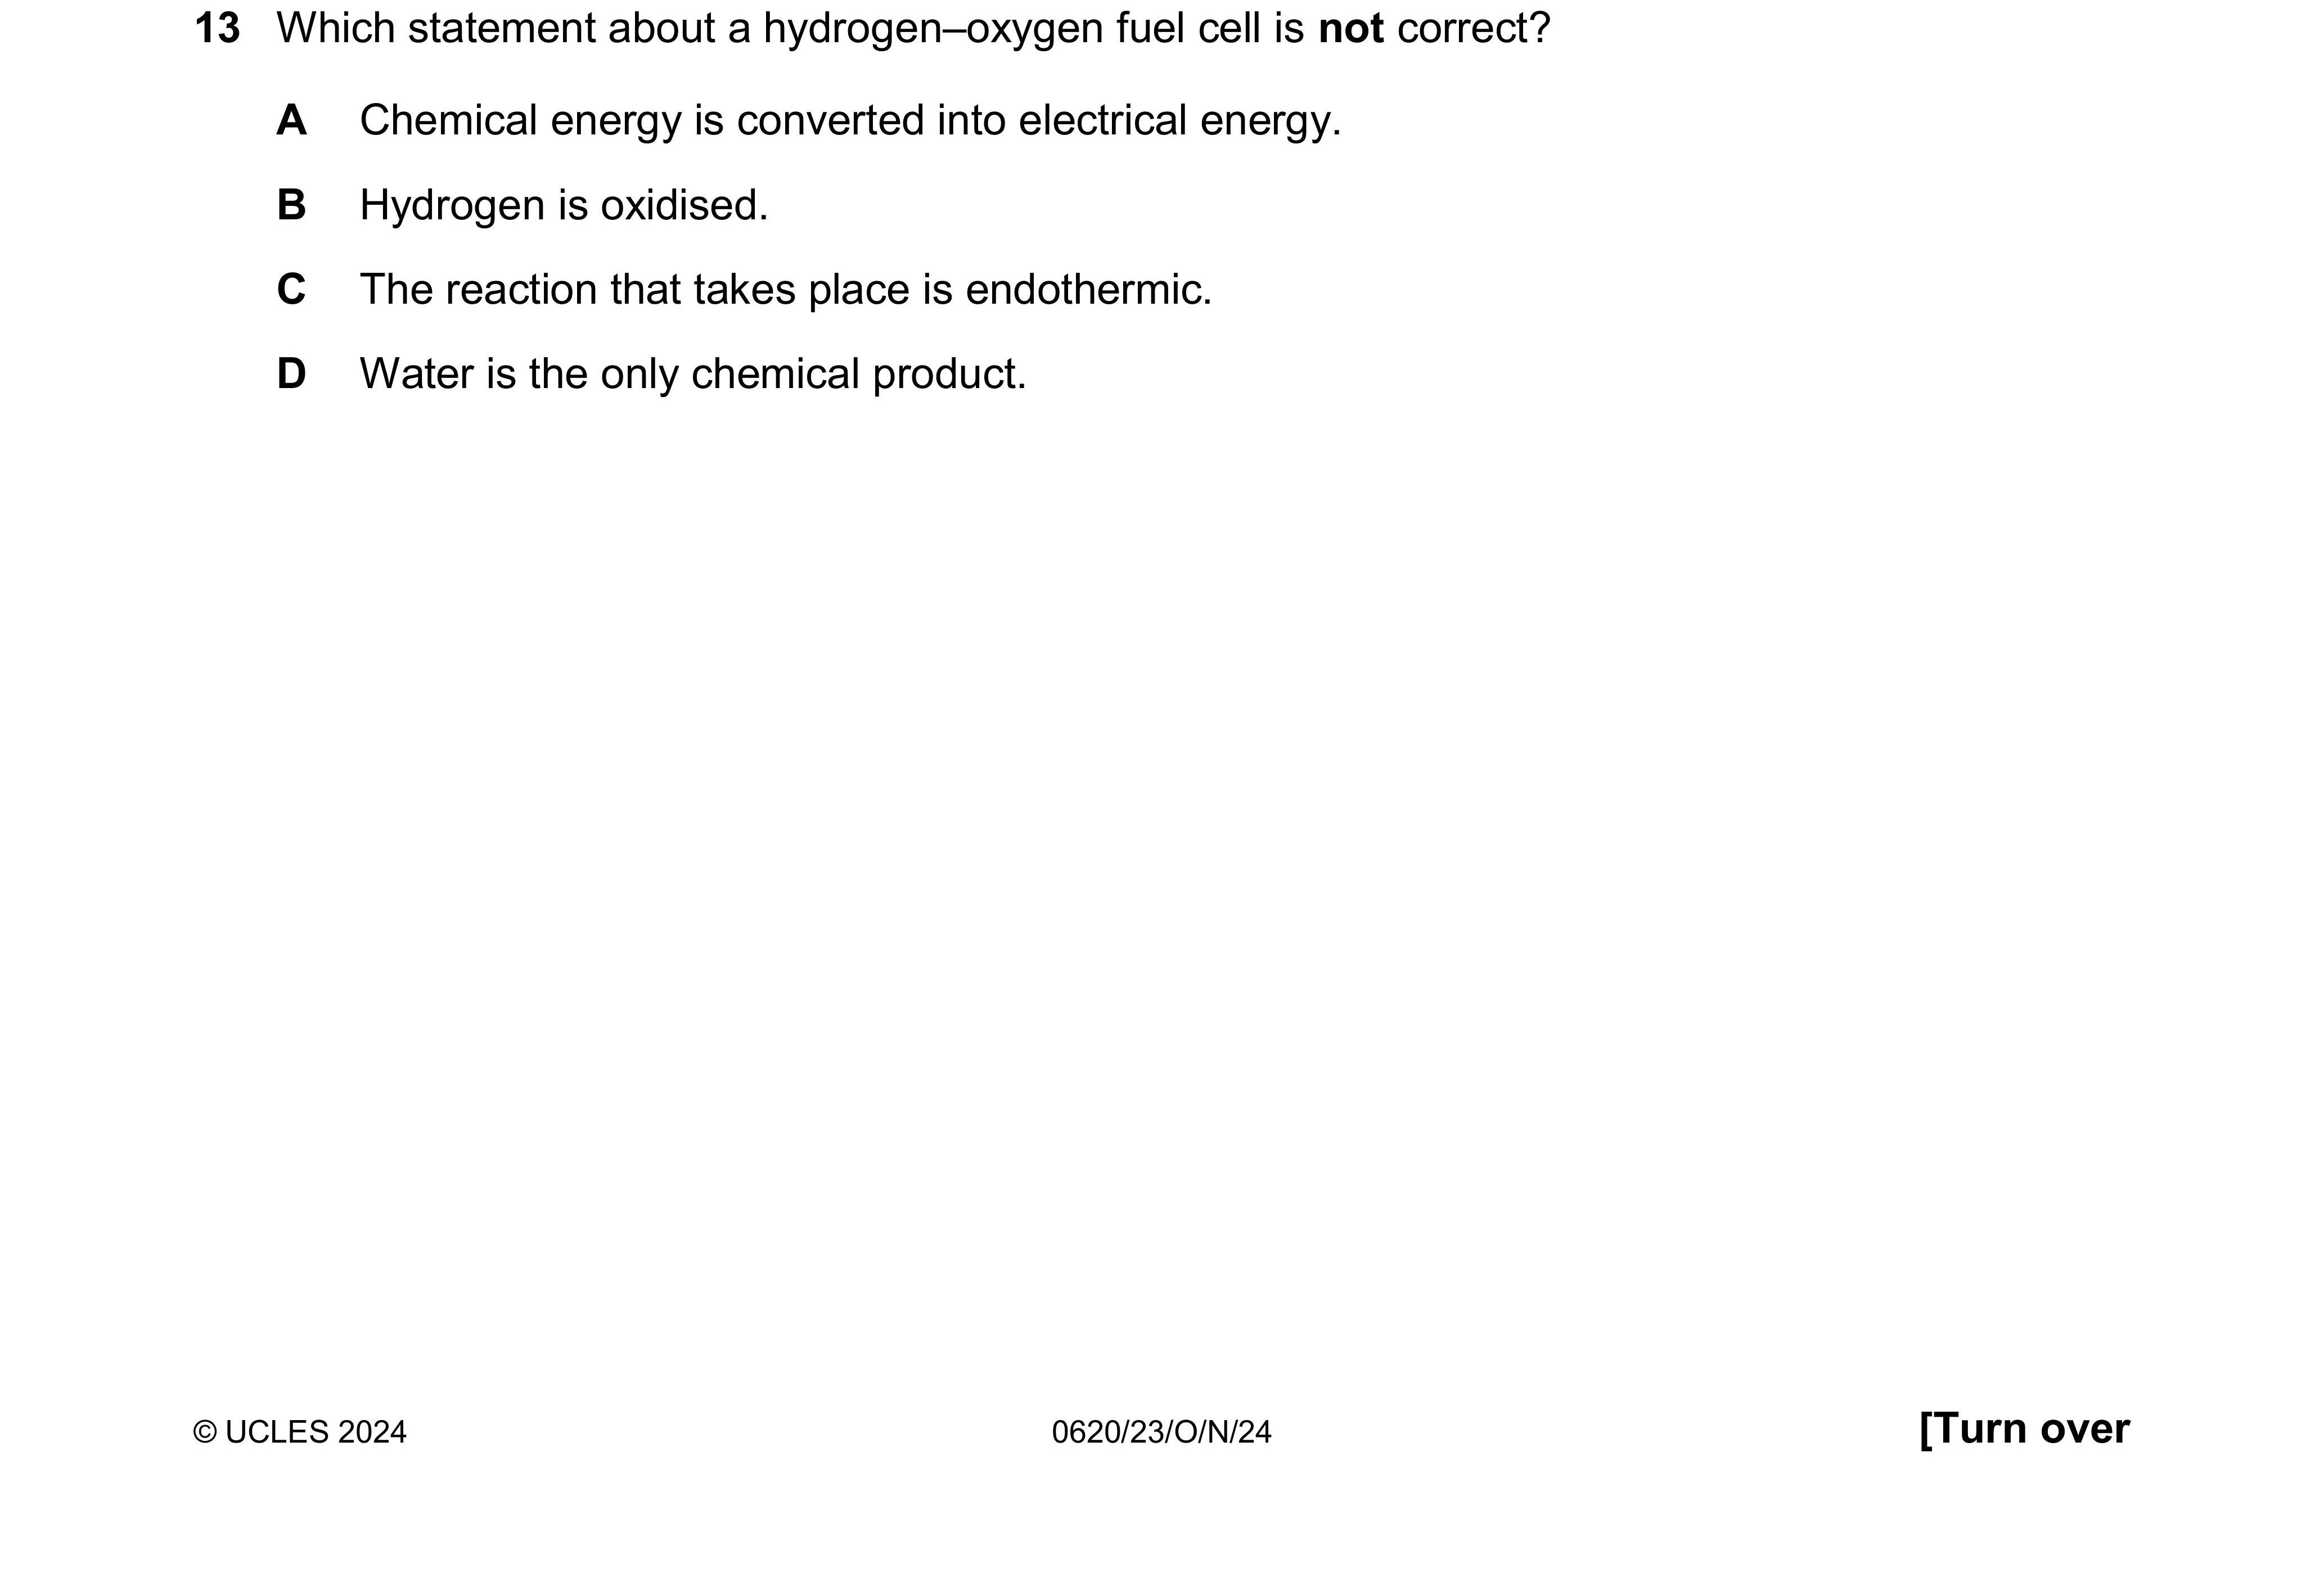 13 Which statement about a hydrogen–oxygen fuel cell is not correct?
A Chemical energy is converted into electrical energy.
B Hydrogen is oxidised.
C The reaction that takes place is endothermic.
D Water is the only chemical product.
© UCLES 2024 0620/23/O/N/24 [Turn over